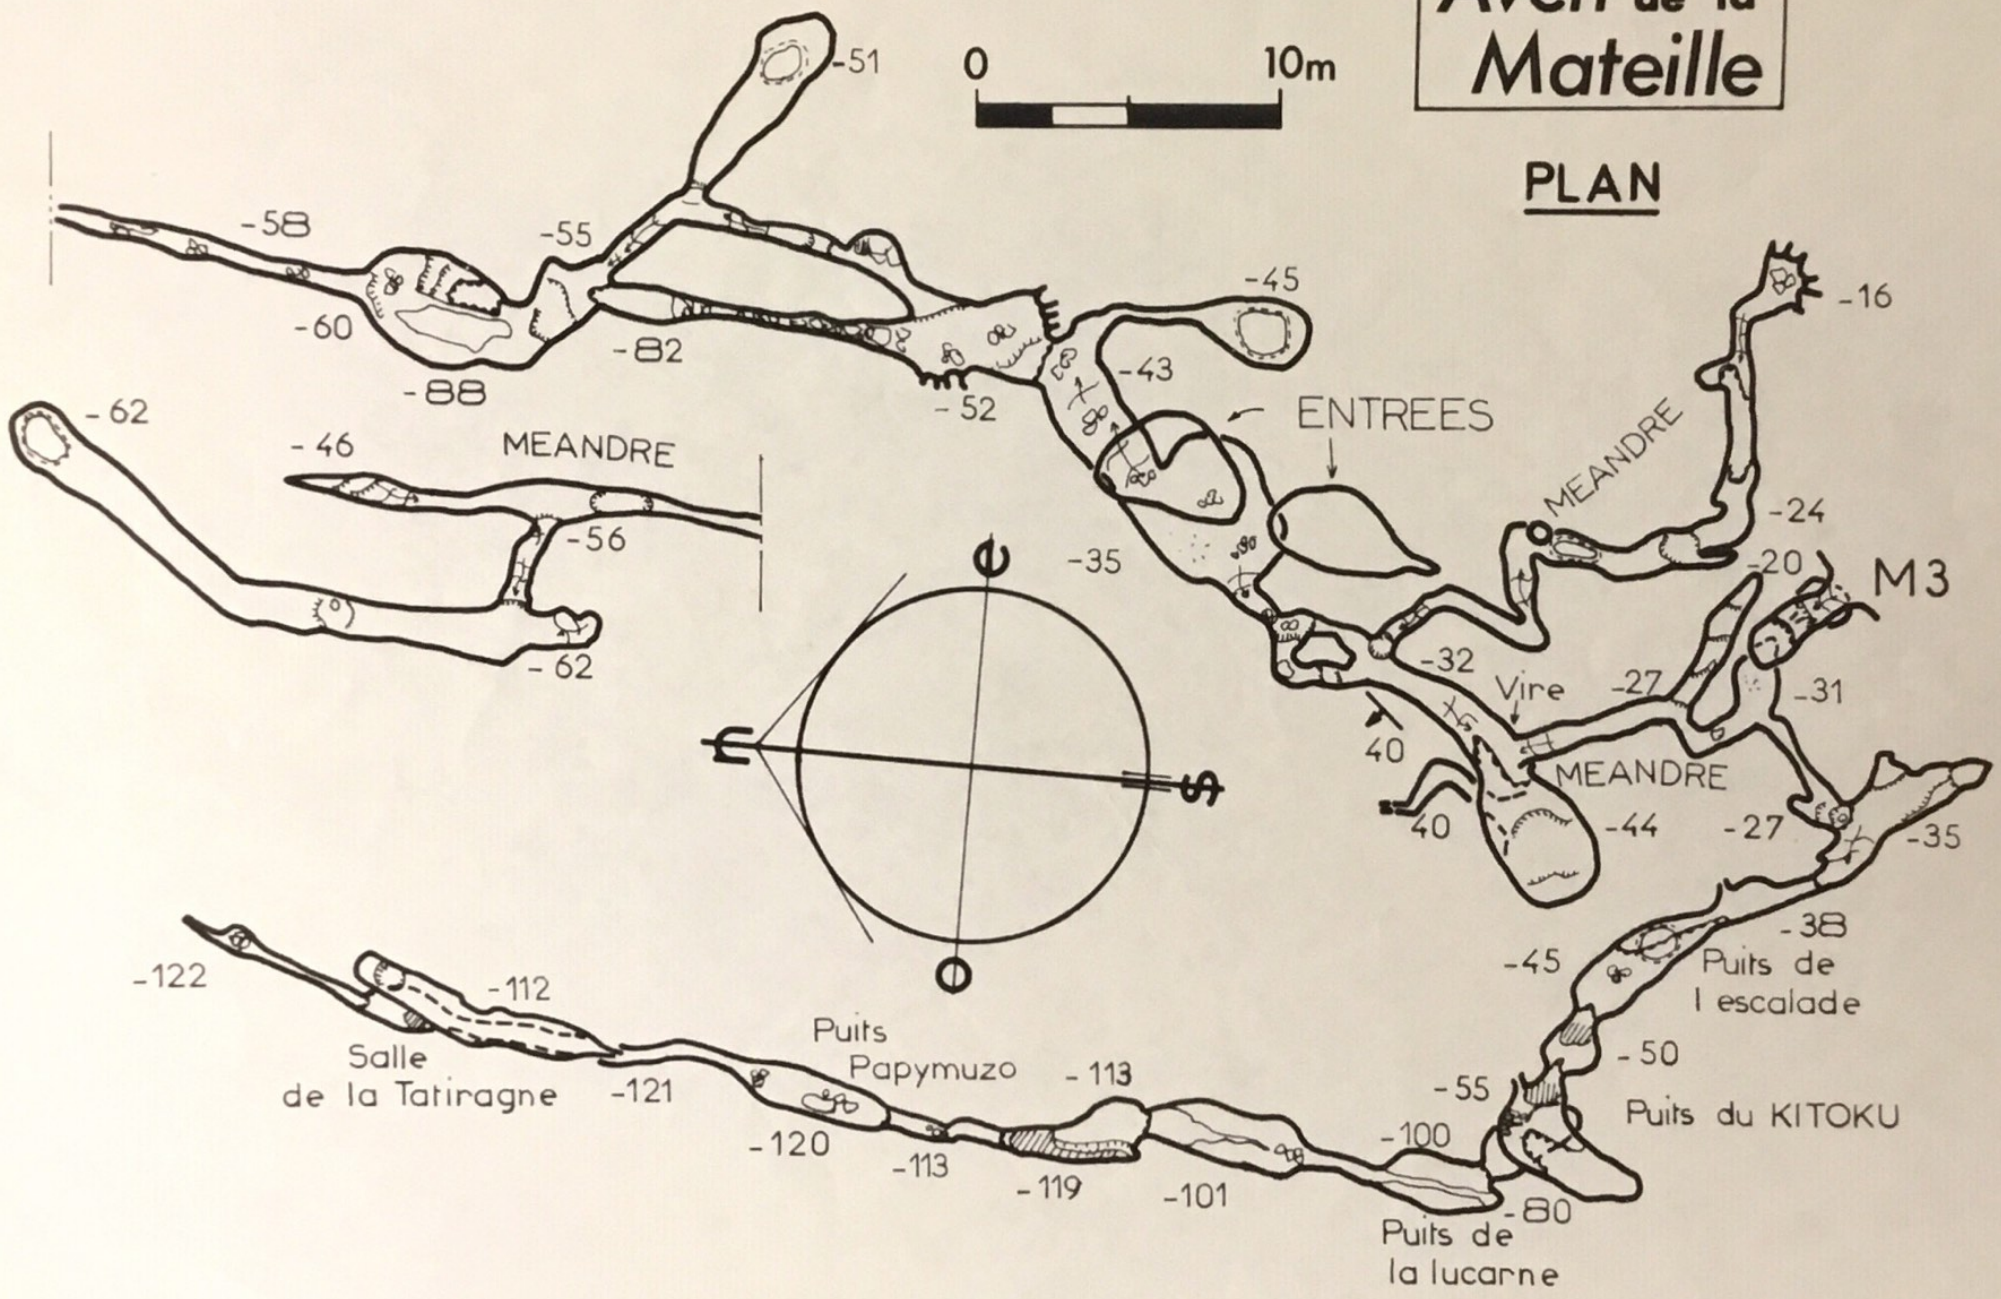 Aven de la
Mateille
PLAN
0 10m
-51
-58
-55
-60
-82
-88
-52
-45
-43
ENTREES
-16
MEANDRE
-62
-46
MEANDRE
-56
-62
-35
-24
-20
M3
-32
Vire
-27
-31
40
MEANDRE
40
-44
-27
-35
e
n
s
o
-38
-45
Puits de
l escalade
-50
-55
Puits du KITOKU
-122
-112
Salle
de la Tatiragne
-121
Puits
Papymuzo
-113
-120
-113
-119
-101
-100
-80
Puits de
la lucarne